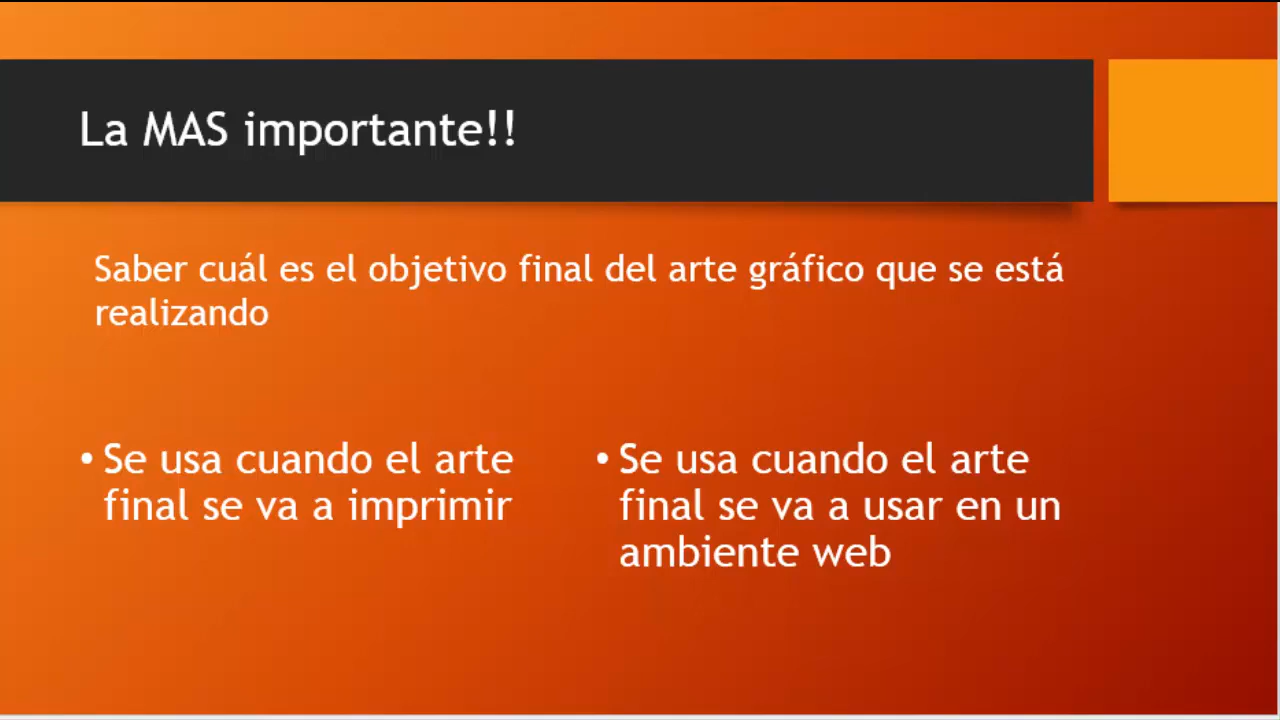 La MAS importante!!
Saber cuál es el objetivo final del arte gráfico que se está
realizando
• Se usa cuando el arte
final se va a imprimir
• Se usa cuando el arte
final se va a usar en un
ambiente web